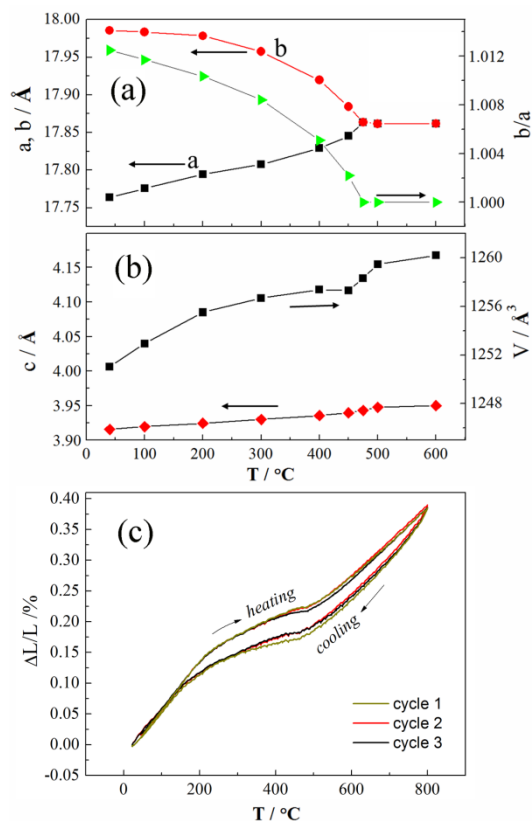 18.00
17.95
17.90
17.85
17.80
17.75
a, b / Å
(a)
b
a
1.012
1.006
1.000
b/a
4.15
4.10
4.05
4.00
3.95
3.90
c / Å
(b)
1260
1256
1252
1248
V / Å³
0 100 200 300 400 500 600
T / °C
0.40
0.35
0.30
0.25
0.20
0.15
0.10
0.05
0.00
-0.05
ΔL/L /%
(c)
heating
cooling
cycle 1
cycle 2
cycle 3
0 200 400 600 800
T / °C